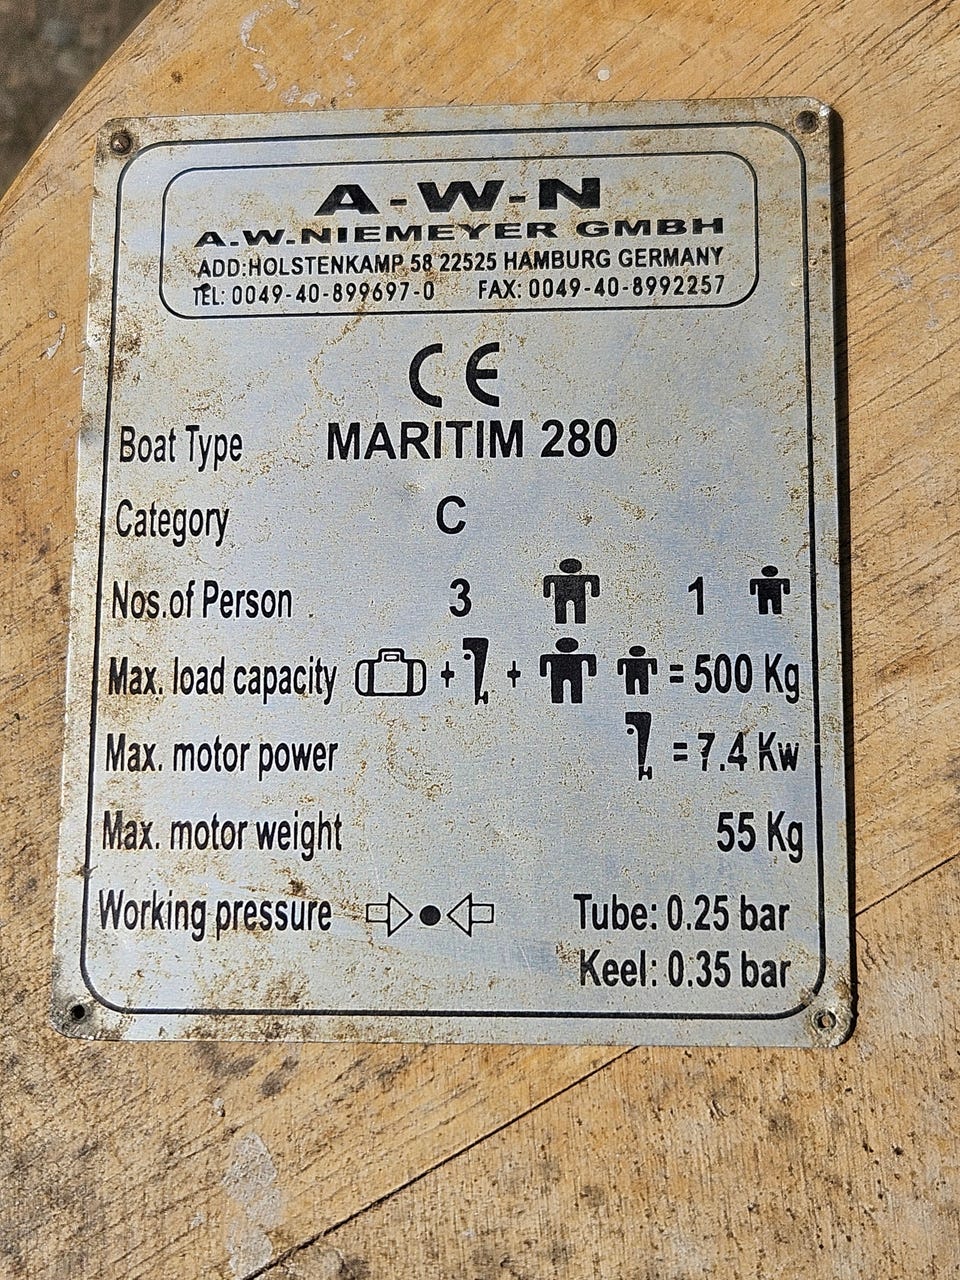 A-W-N
A.W.NIEMEYER GMBH
ADD:HOLSTENKAMP 58 22525 HAMBURG GERMANY
TEL: 0049-40-899697-0 FAX: 0049-40-8992257
CE
Boat Type MARITIM 280
Category C
Nos.of Person 3 1
Max. load capacity + + = 500 Kg
Max. motor power = 7.4 Kw
Max. motor weight 55 Kg
Working pressure Tube: 0.25 bar
Keel: 0.35 bar